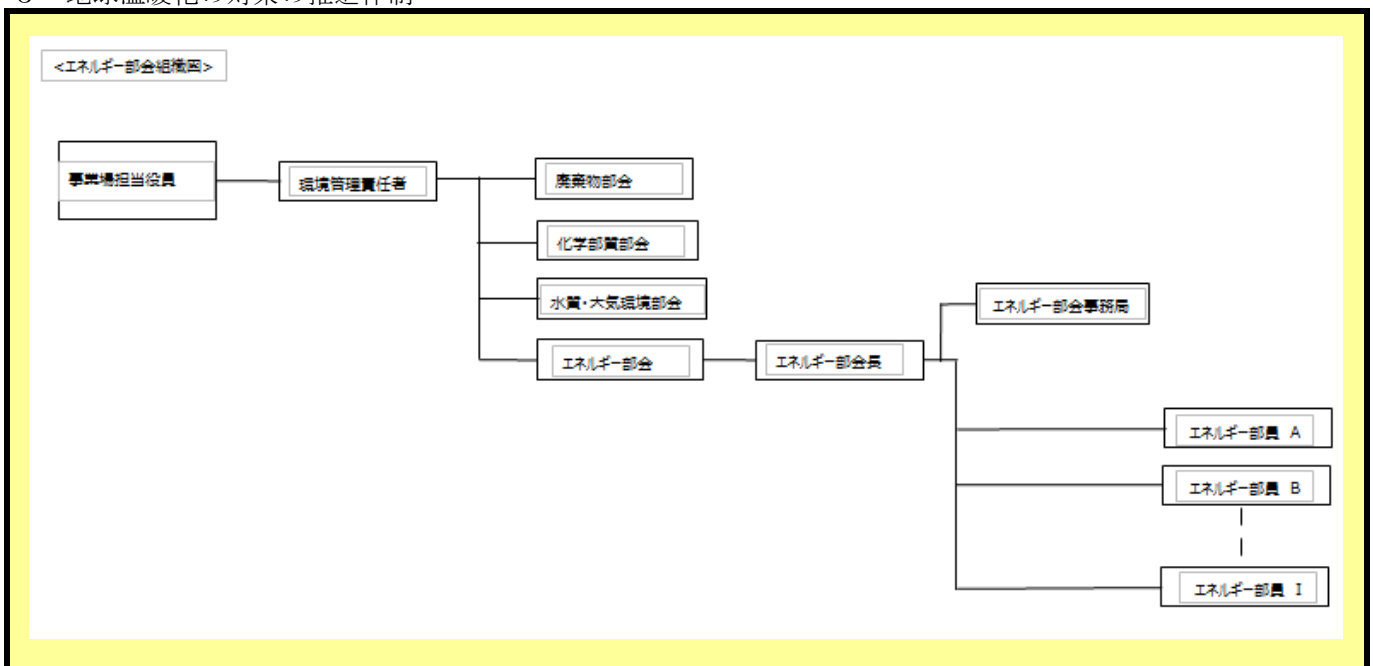 3 地球温暖化の対策の推進体制
<エネルギー部会組織図>
事業場担当役員
環境管理責任者
廃棄物部会
化学部質部会
水質・大気環境部会
エネルギー部会事務局
エネルギー部会
エネルギー部会長
エネルギー部員 A
エネルギー部員 B
エネルギー部員 I